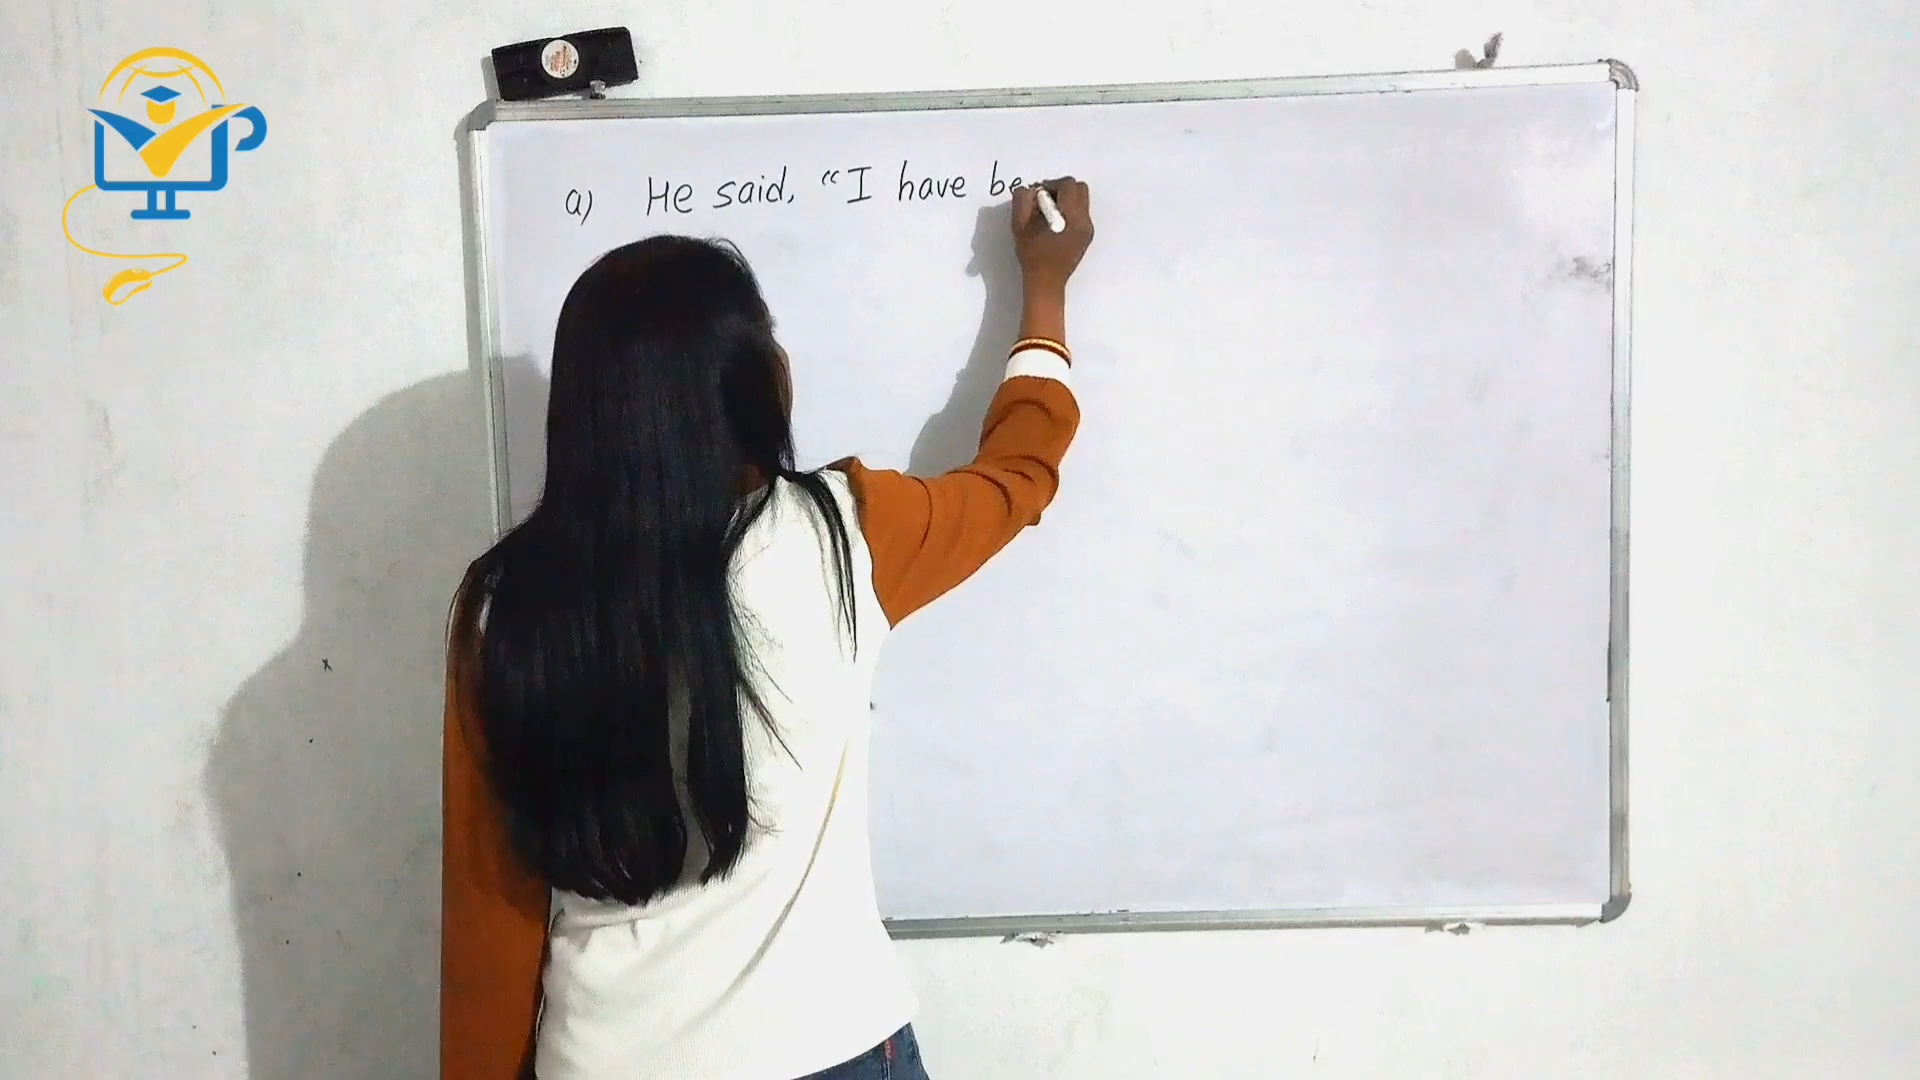 a) He said, “I have be